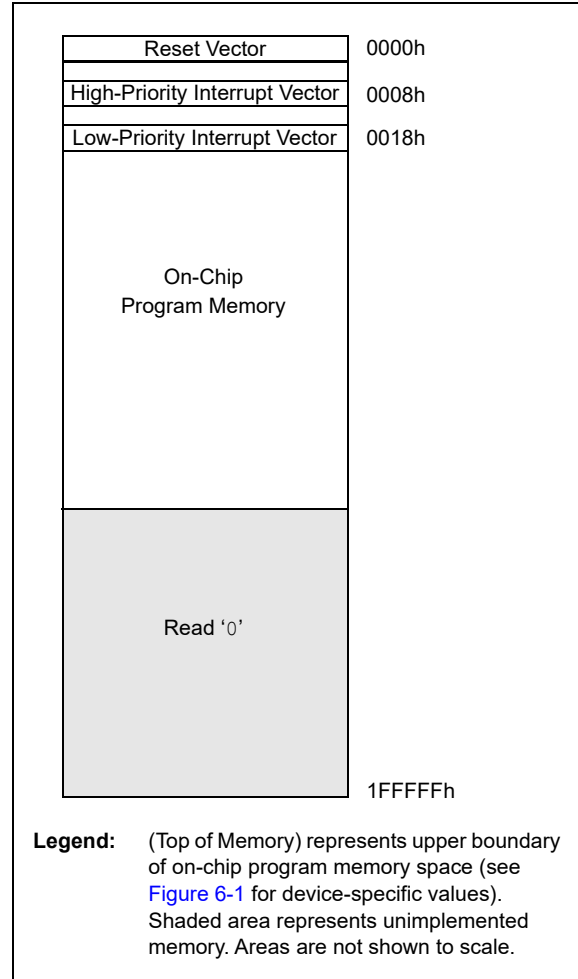 Reset Vector 0000h
High-Priority Interrupt Vector 0008h
Low-Priority Interrupt Vector 0018h
On-Chip
Program Memory
Read ‘0’
1FFFFFh
Legend: (Top of Memory) represents upper boundary
of on-chip program memory space (see
Figure 6-1 for device-specific values).
Shaded area represents unimplemented
memory. Areas are not shown to scale.